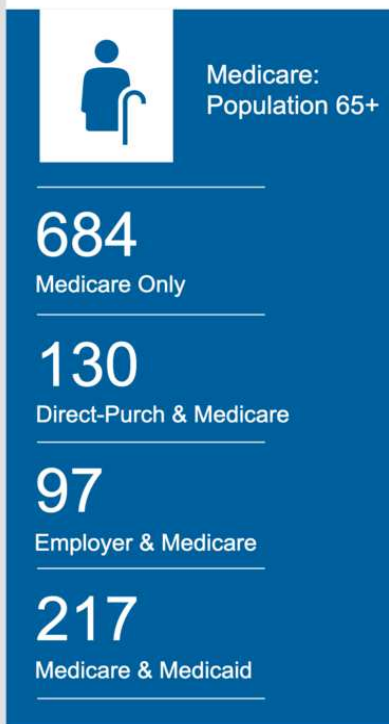 Medicare:
Population 65+
684
Medicare Only
130
Direct-Purch & Medicare
97
Employer & Medicare
217
Medicare & Medicaid